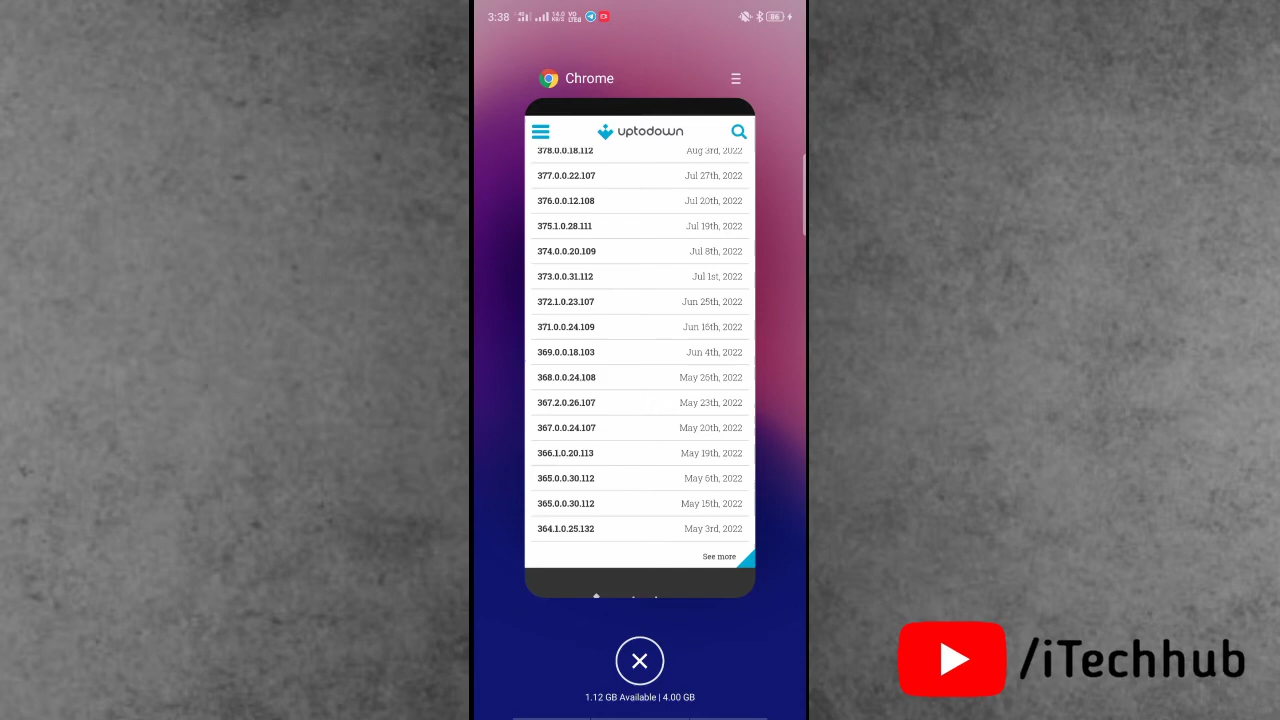 3:38 4G 14.0 KB/S VO LTE 86
Chrome
uptodown
378.0.0.18.112 Aug 3rd, 2022
377.0.0.22.107 Jul 27th, 2022
376.0.0.12.108 Jul 20th, 2022
375.1.0.28.111 Jul 19th, 2022
374.0.0.20.109 Jul 8th, 2022
373.0.0.31.112 Jul 1st, 2022
372.1.0.23.107 Jun 25th, 2022
371.0.0.24.109 Jun 16th, 2022
369.0.0.18.103 Jun 4th, 2022
368.0.0.24.108 May 26th, 2022
367.2.0.26.107 May 23rd, 2022
367.0.0.24.107 May 20th, 2022
366.1.0.20.113 May 19th, 2022
365.0.0.30.112 May 6th, 2022
365.0.0.30.112 May 15th, 2022
364.1.0.25.132 May 3rd, 2022
See more
1.12 GB Available | 4.00 GB
/iTechhub